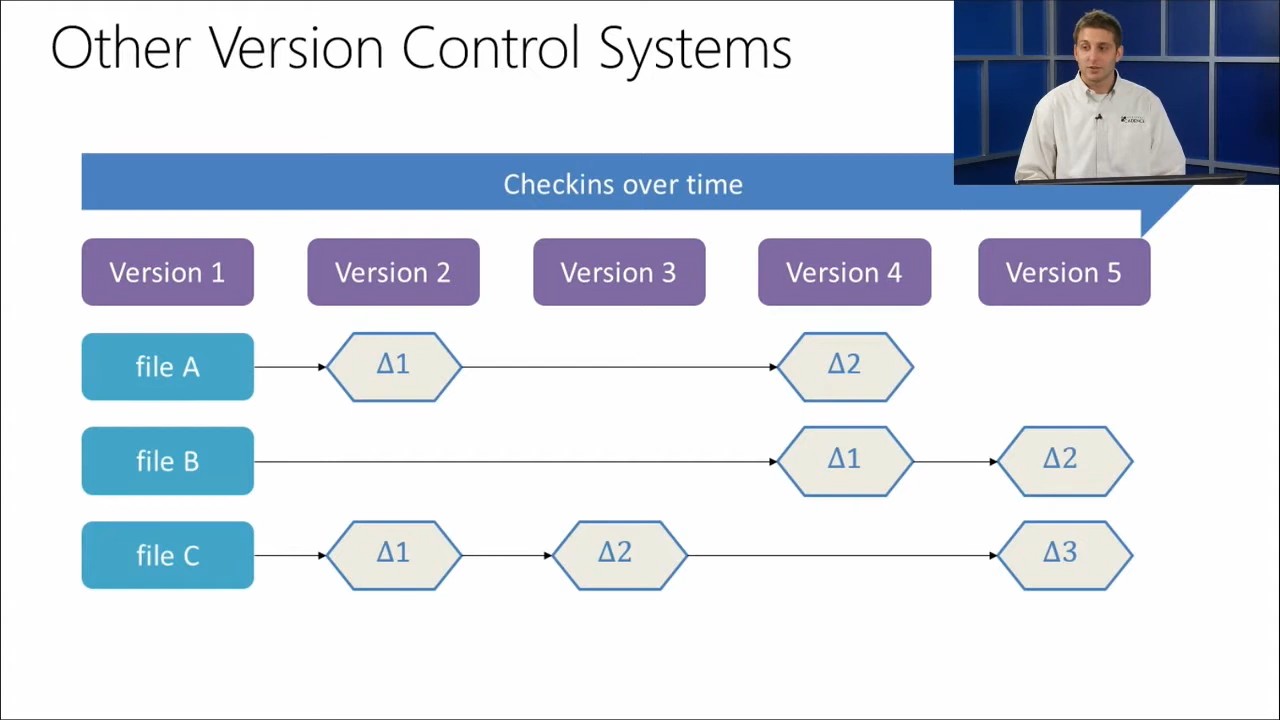 Other Version Control Systems
CADENCE
Checkins over time
Version 1 Version 2 Version 3 Version 4 Version 5
file A Δ1 Δ2
file B Δ1 Δ2
file C Δ1 Δ2 Δ3